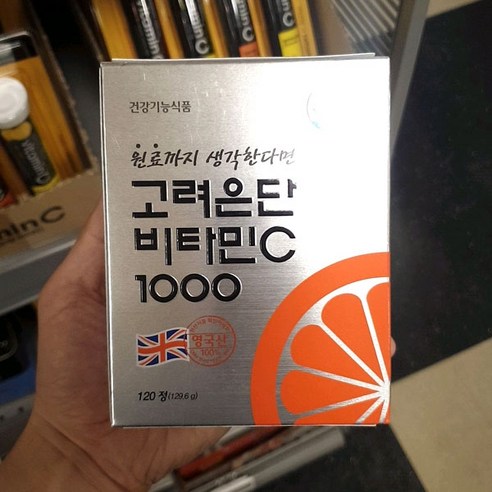 건강기능식품
원료까지 생각한다면
고려은단
비타민C
1000
영국산
100%
120 정(129.6 g)
vitamin C